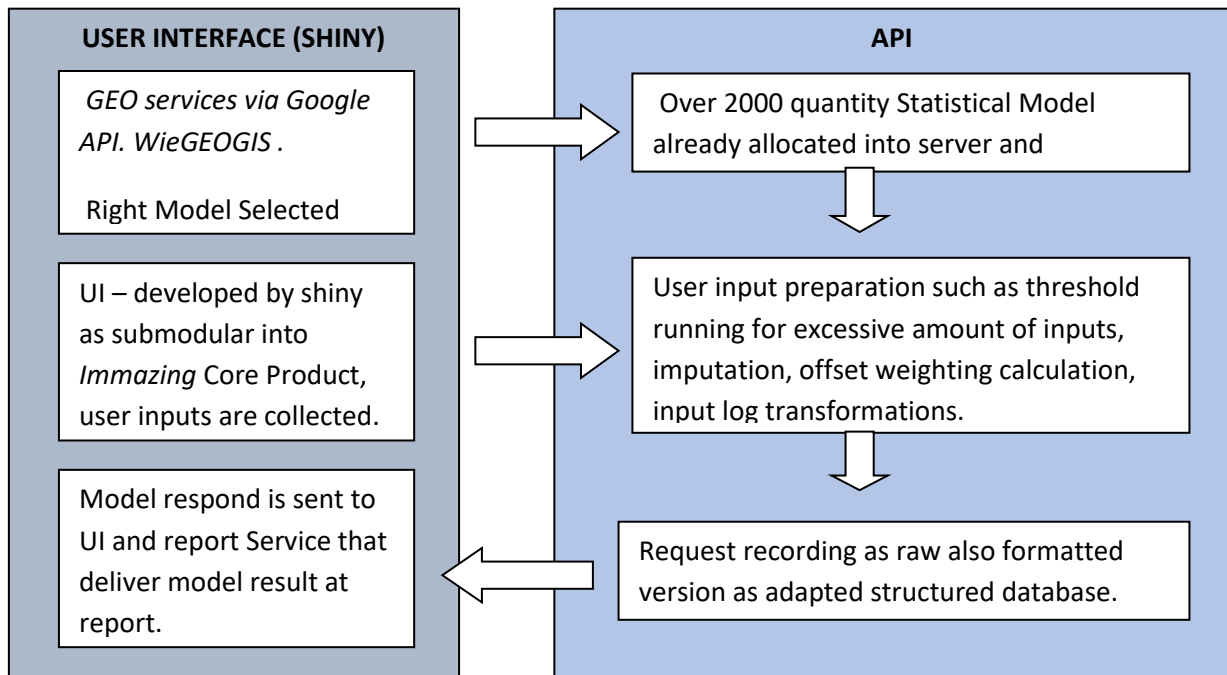 USER INTERFACE (SHINY)
GEO services via Google
API. WieGEOGIS .
Right Model Selected
UI – developed by shiny
as submodular into
Immazing Core Product,
user inputs are collected.
Model respond is sent to
UI and report Service that
deliver model result at
report.
API
Over 2000 quantity Statistical Model
already allocated into server and
User input preparation such as threshold
running for excessive amount of inputs,
imputation, offset weighting calculation,
input log transformations.
Request recording as raw also formatted
version as adapted structured database.